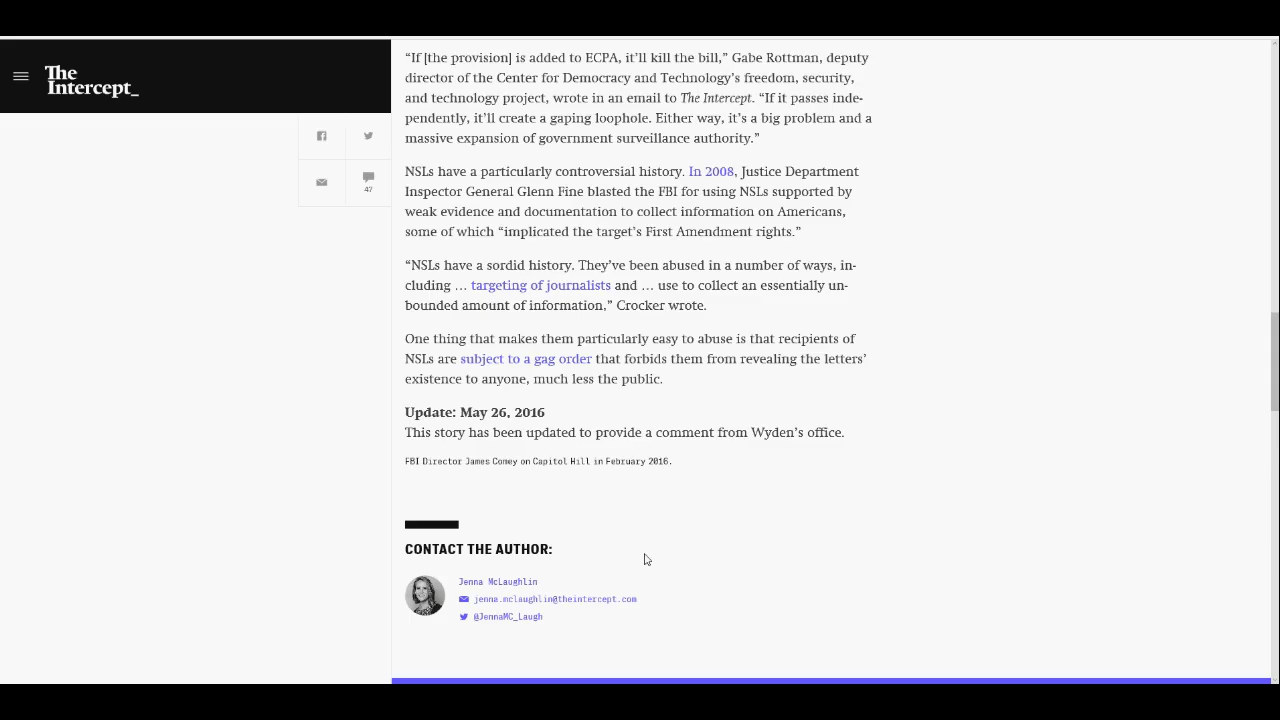 The
Intercept_
47
“If [the provision] is added to ECPA, it’ll kill the bill,” Gabe Rottman, deputy
director of the Center for Democracy and Technology’s freedom, security,
and technology project, wrote in an email to The Intercept. “If it passes inde-
pendently, it’ll create a gaping loophole. Either way, it’s a big problem and a
massive expansion of government surveillance authority.”
NSLs have a particularly controversial history. In 2008, Justice Department
Inspector General Glenn Fine blasted the FBI for using NSLs supported by
weak evidence and documentation to collect information on Americans,
some of which “implicated the target’s First Amendment rights.”
“NSLs have a sordid history. They’ve been abused in a number of ways, in-
cluding … targeting of journalists and … use to collect an essentially un-
bounded amount of information,” Crocker wrote.
One thing that makes them particularly easy to abuse is that recipients of
NSLs are subject to a gag order that forbids them from revealing the letters’
existence to anyone, much less the public.
Update: May 26, 2016
This story has been updated to provide a comment from Wyden’s office.
FBI Director James Comey on Capitol Hill in February 2016.
CONTACT THE AUTHOR:
Jenna McLaughlin
jenna.mclaughlin@theintercept.com
@JennaMC_Laugh